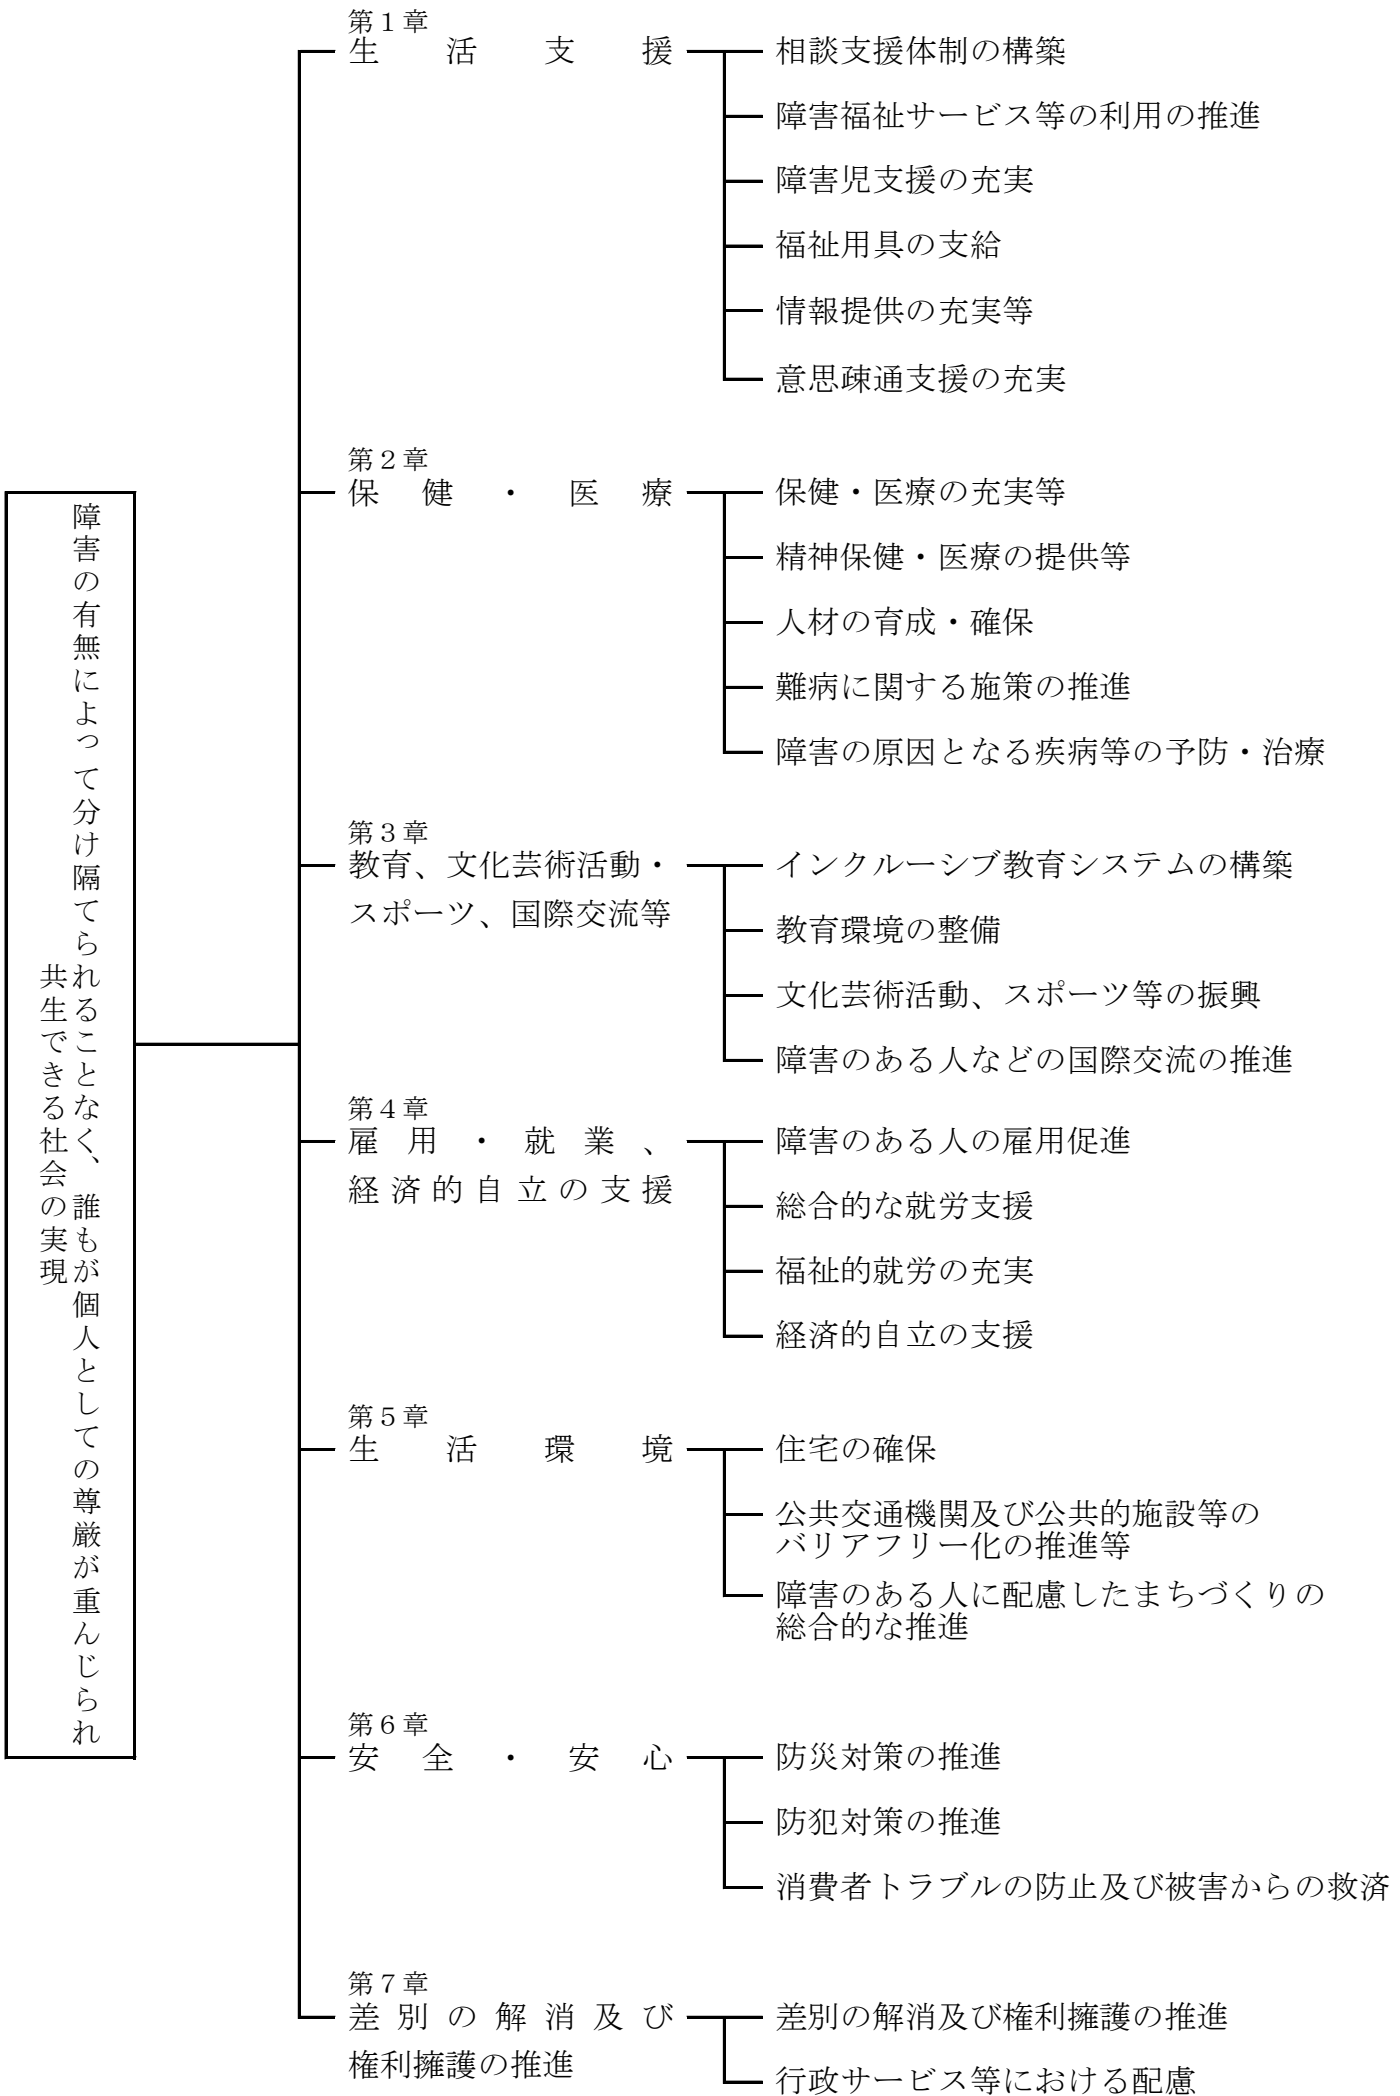 障害の有無によって分け隔てられることなく、誰もが個人としての尊厳が重んじられ
共生できる社会の実現
第１章
生活支援
相談支援体制の構築
障害福祉サービス等の利用の推進
障害児支援の充実
福祉用具の支給
情報提供の充実等
意思疎通支援の充実
第２章
保健・医療
保健・医療の充実等
精神保健・医療の提供等
人材の育成・確保
難病に関する施策の推進
障害の原因となる疾病等の予防・治療
第３章
教育、文化芸術活動・
スポーツ、国際交流等
インクルーシブ教育システムの構築
教育環境の整備
文化芸術活動、スポーツ等の振興
障害のある人などの国際交流の推進
第４章
雇用・就業、
経済的自立の支援
障害のある人の雇用促進
総合的な就労支援
福祉的就労の充実
経済的自立の支援
第５章
生活環境
住宅の確保
公共交通機関及び公共的施設等の
バリアフリー化の推進等
障害のある人に配慮したまちづくりの
総合的な推進
第６章
安全・安心
防災対策の推進
防犯対策の推進
消費者トラブルの防止及び被害からの救済
第７章
差別の解消及び
権利擁護の推進
差別の解消及び権利擁護の推進
行政サービス等における配慮